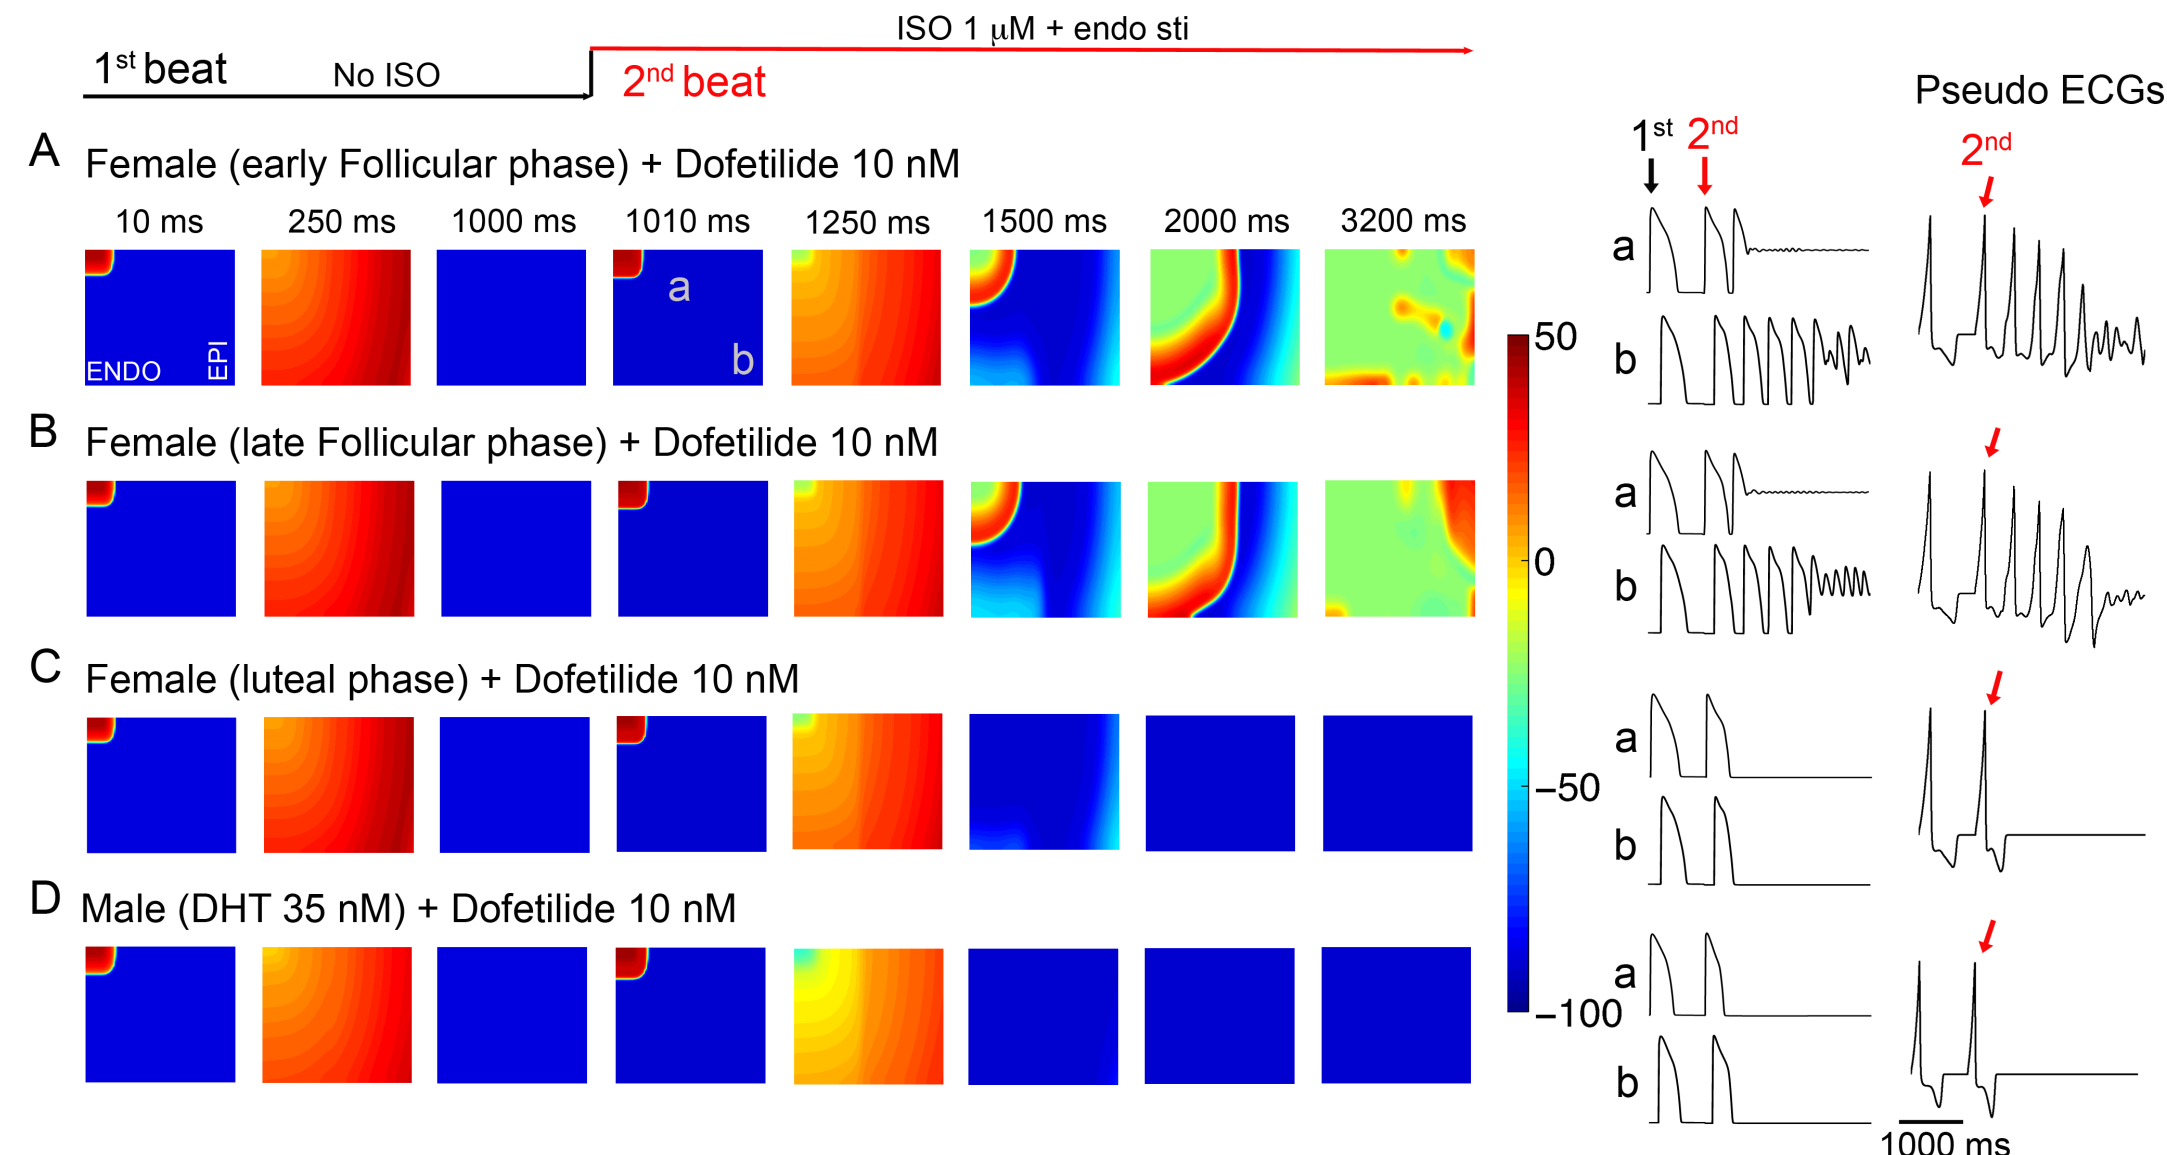 ISO 1 μM + endo sti
1st beat
No ISO
2nd beat
Pseudo ECGs
1st
2nd
2nd
A
Female (early Follicular phase) + Dofetilide 10 nM
10 ms
250 ms
1000 ms
1010 ms
1250 ms
1500 ms
2000 ms
3200 ms
ENDO
EPI
a
b
a
b
50
0
−50
−100
B
Female (late Follicular phase) + Dofetilide 10 nM
a
b
C
Female (luteal phase) + Dofetilide 10 nM
a
b
D
Male (DHT 35 nM) + Dofetilide 10 nM
a
b
1000 ms